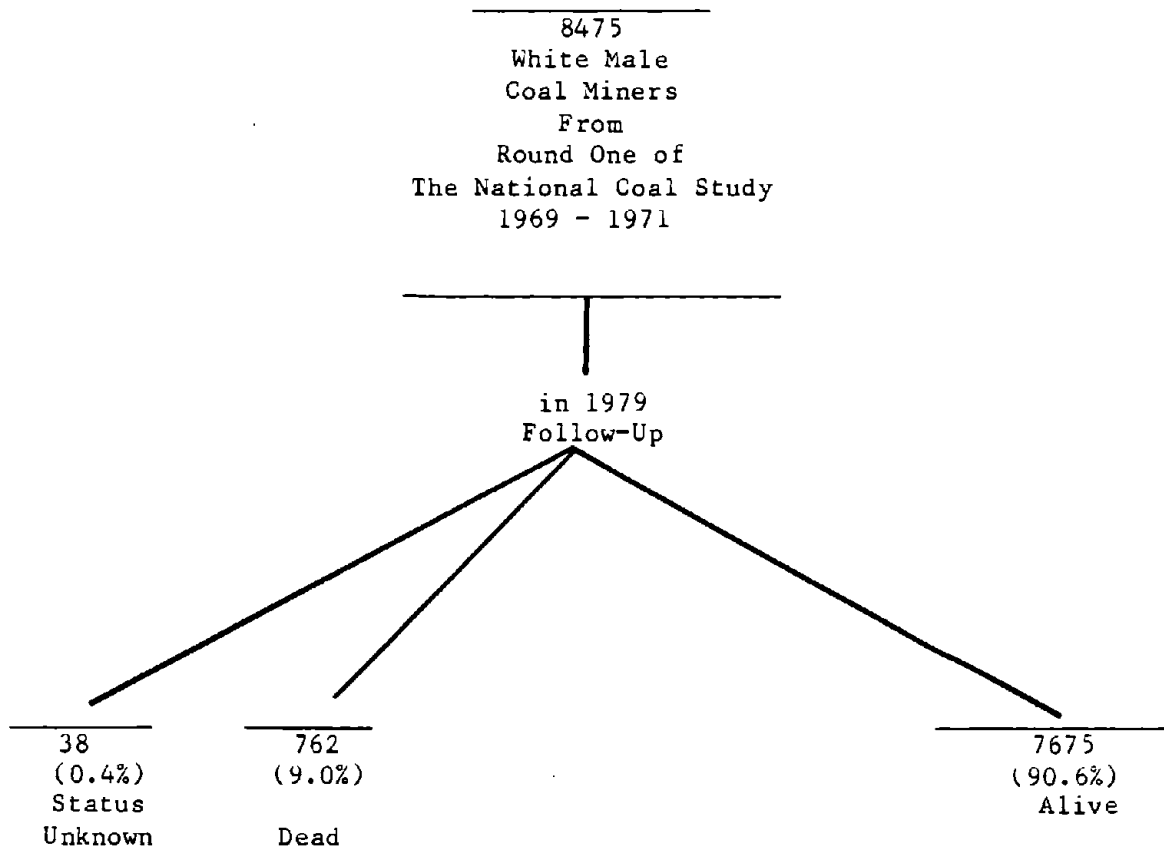 8475
White Male
Coal Miners
From
Round One of
The National Coal Study
1969 - 1971
in 1979
Follow-Up
38
(0.4%)
Status
Unknown
762
(9.0%)
Dead
7675
(90.6%)
Alive